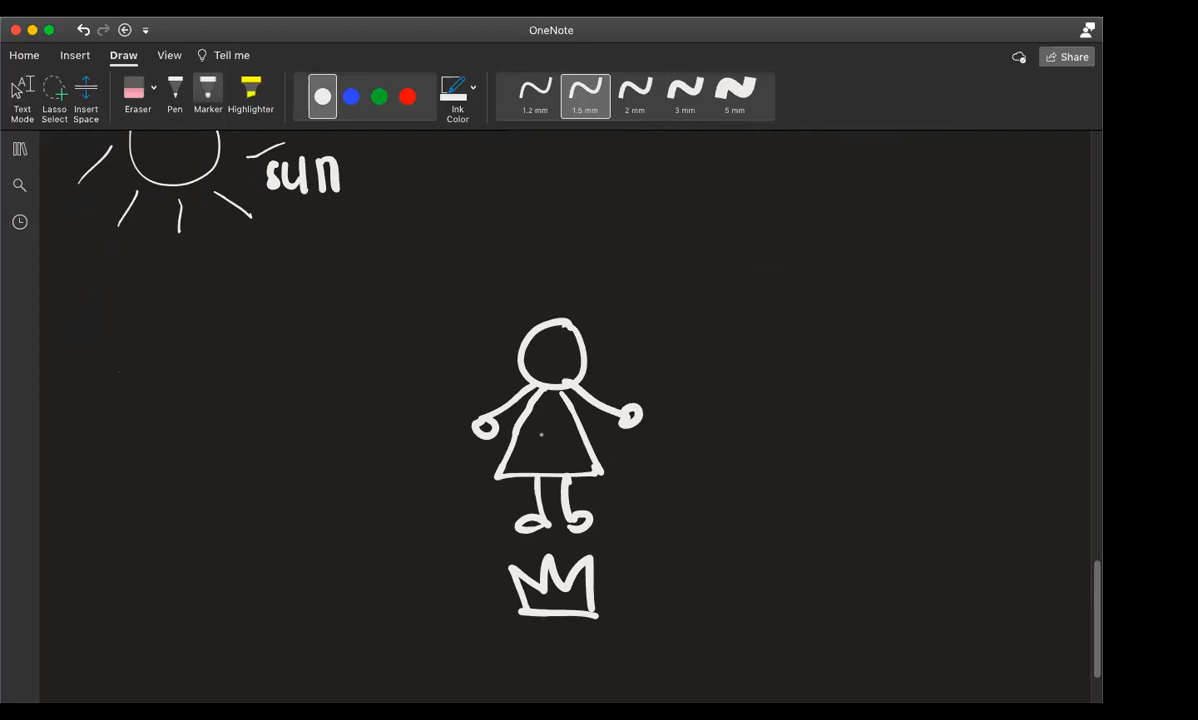 OneNote
Home Insert Draw View Tell me
Share
Text Mode
Lasso Select
Insert Space
Eraser
Pen
Marker
Highlighter
Ink Color
1.2 mm
1.5 mm
2 mm
3 mm
5 mm
sun